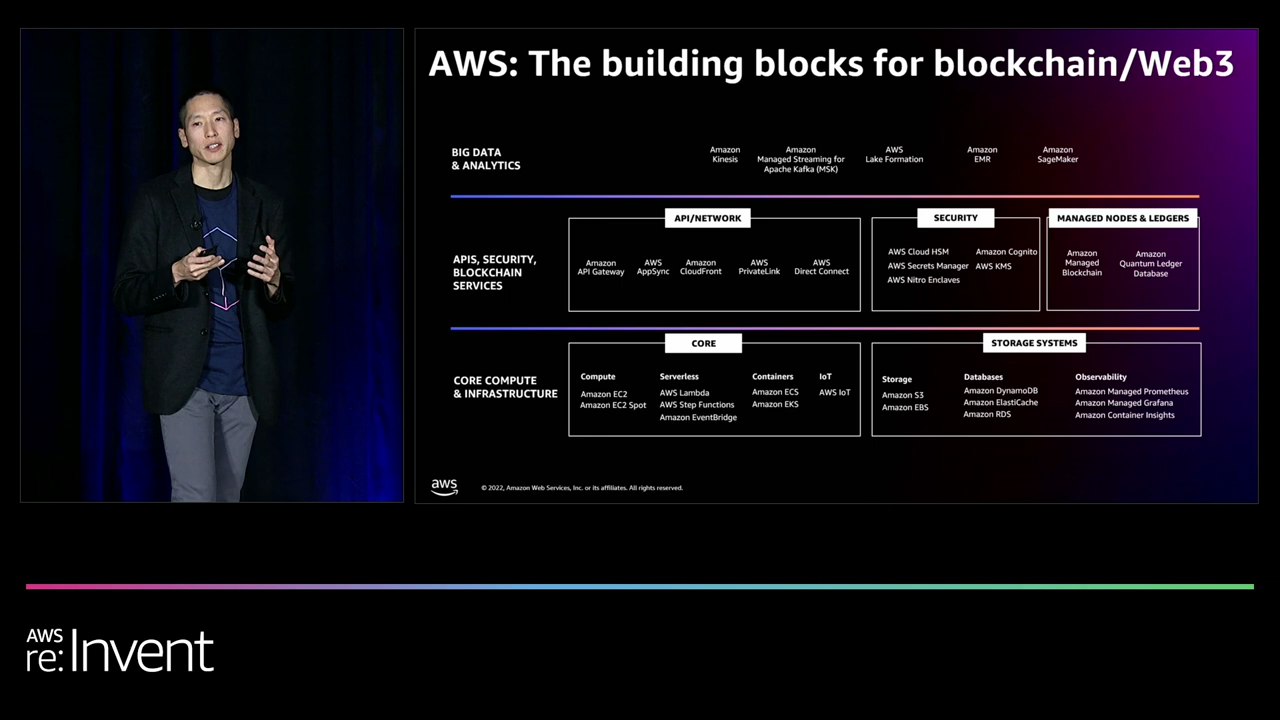 AWS: The building blocks for blockchain/Web3
BIG DATA
& ANALYTICS
Amazon
Kinesis
Amazon
Managed Streaming for
Apache Kafka (MSK)
AWS
Lake Formation
Amazon
EMR
Amazon
SageMaker
APIS, SECURITY,
BLOCKCHAIN
SERVICES
API/NETWORK
Amazon
API Gateway
AWS
AppSync
Amazon
CloudFront
AWS
PrivateLink
AWS
Direct Connect
SECURITY
AWS Cloud HSM
Amazon Cognito
AWS Secrets Manager
AWS KMS
AWS Nitro Enclaves
MANAGED NODES & LEDGERS
Amazon
Managed
Blockchain
Amazon
Quantum Ledger
Database
CORE COMPUTE
& INFRASTRUCTURE
CORE
Compute
Amazon EC2
Amazon EC2 Spot
Serverless
AWS Lambda
AWS Step Functions
Amazon EventBridge
Containers
Amazon ECS
Amazon EKS
IoT
AWS IoT
STORAGE SYSTEMS
Storage
Amazon S3
Amazon EBS
Databases
Amazon DynamoDB
Amazon ElastiCache
Amazon RDS
Observability
Amazon Managed Prometheus
Amazon Managed Grafana
Amazon Container Insights
aws
© 2022, Amazon Web Services, Inc. or its affiliates. All rights reserved.
AWS
re:Invent